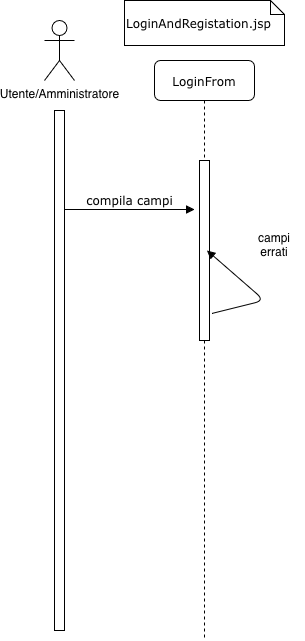 LoginAndRegistation.jsp
Utente/Amministratore
LoginFrom
compila campi
campi
errati